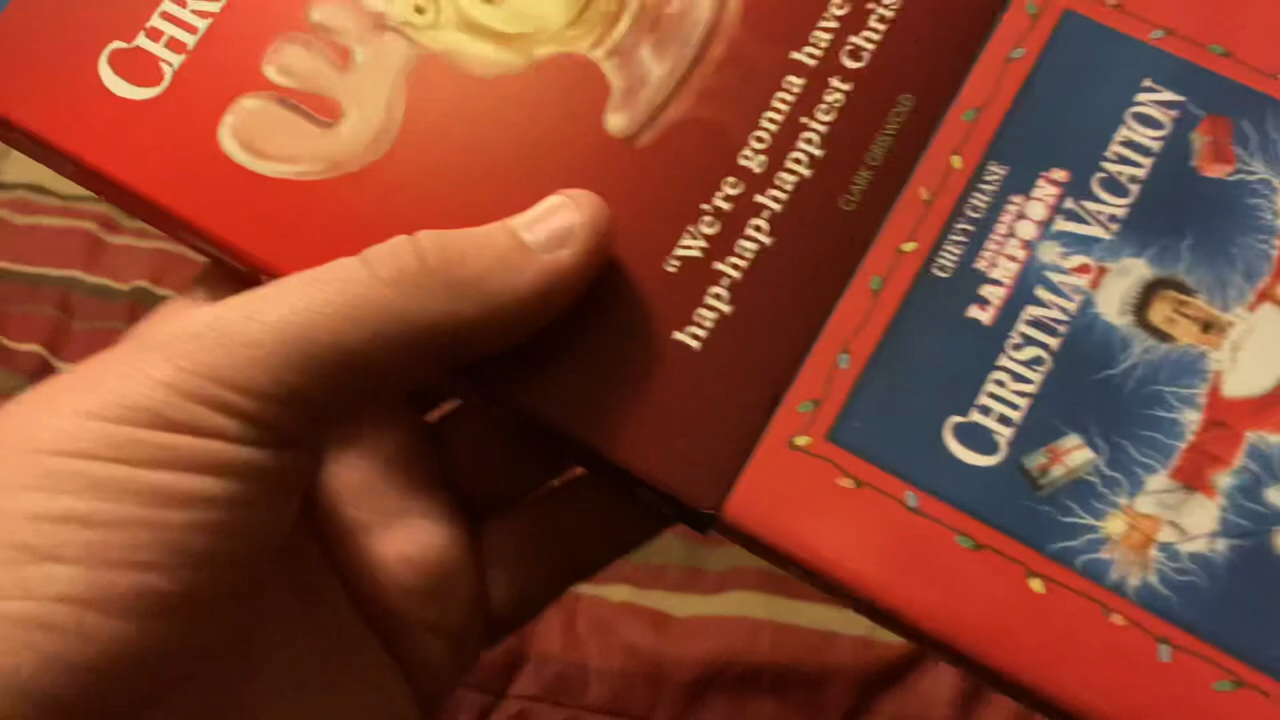 CHR
"We're gonna have
hap-hap-happiest Chris
CLARK GRISWOLD
CHEVY CHASE
NATIONAL
LAMPOON'S
CHRISTMAS VACATION